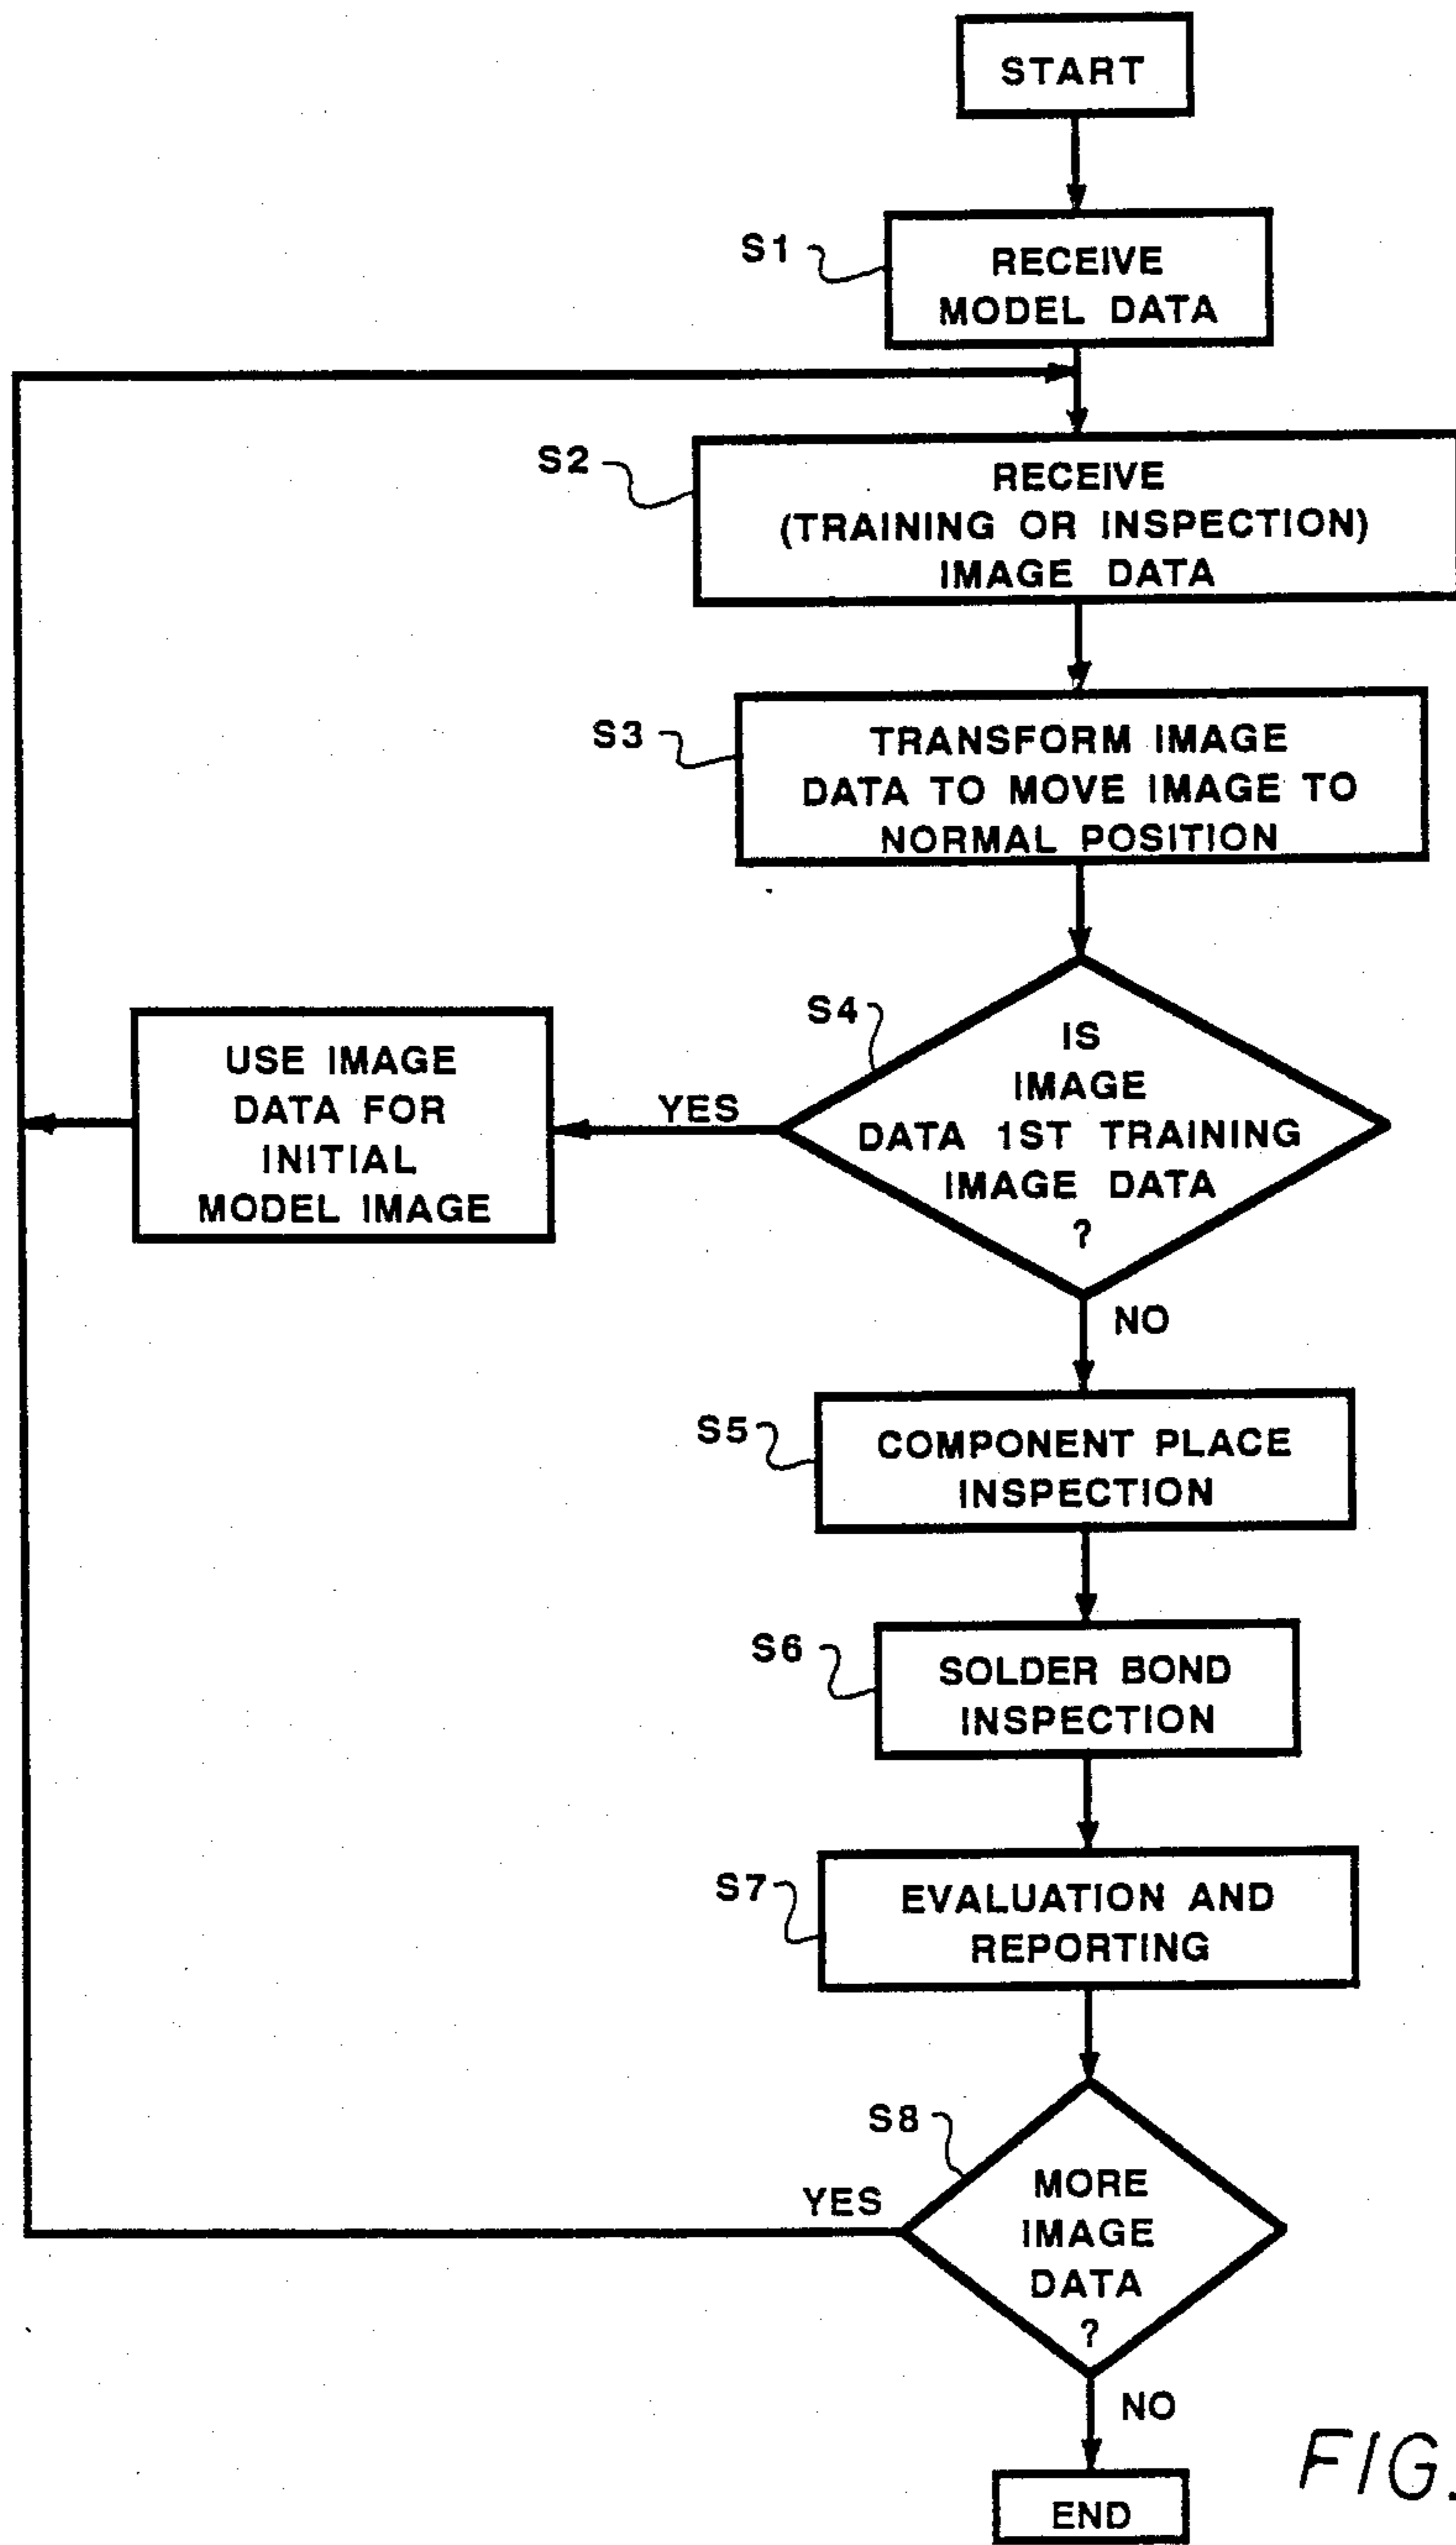 START
S1
RECEIVE
MODEL DATA
S2
RECEIVE
(TRAINING OR INSPECTION)
IMAGE DATA
S3
TRANSFORM IMAGE
DATA TO MOVE IMAGE TO
NORMAL POSITION
S4
IS
IMAGE
DATA 1ST TRAINING
IMAGE DATA
?
YES
USE IMAGE
DATA FOR
INITIAL
MODEL IMAGE
NO
S5
COMPONENT PLACE
INSPECTION
S6
SOLDER BOND
INSPECTION
S7
EVALUATION AND
REPORTING
S8
MORE
IMAGE
DATA
?
YES
NO
END
FIG.